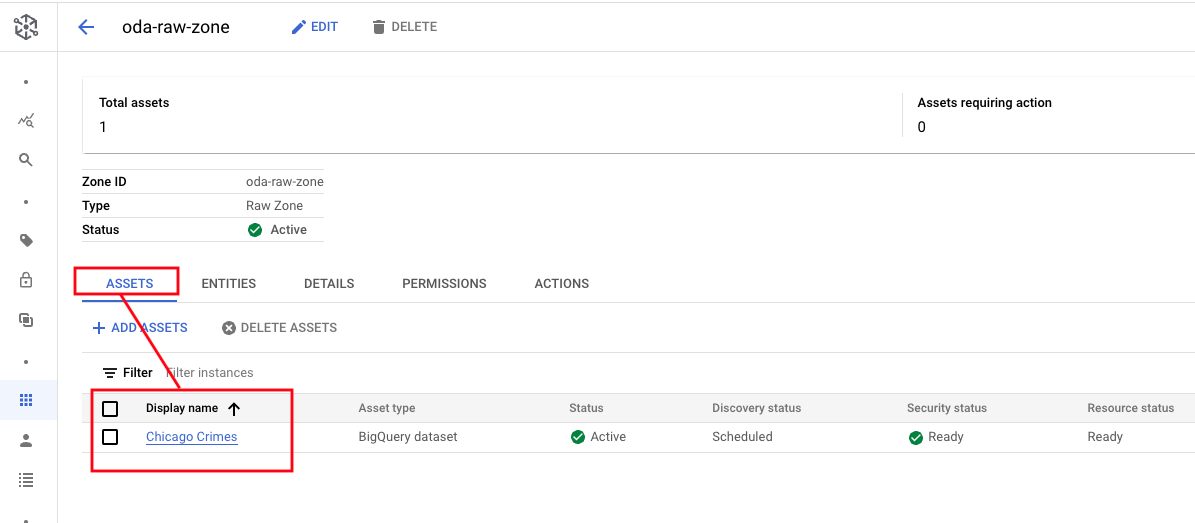 oda-raw-zone EDIT DELETE
Total assets Assets requiring action
1 0
Zone ID oda-raw-zone
Type Raw Zone
Status Active
ASSETS ENTITIES DETAILS PERMISSIONS ACTIONS
ADD ASSETS DELETE ASSETS
Filter Filter instances
Display name Asset type Status Discovery status Security status Resource status
Chicago Crimes BigQuery dataset Active Scheduled Ready Ready